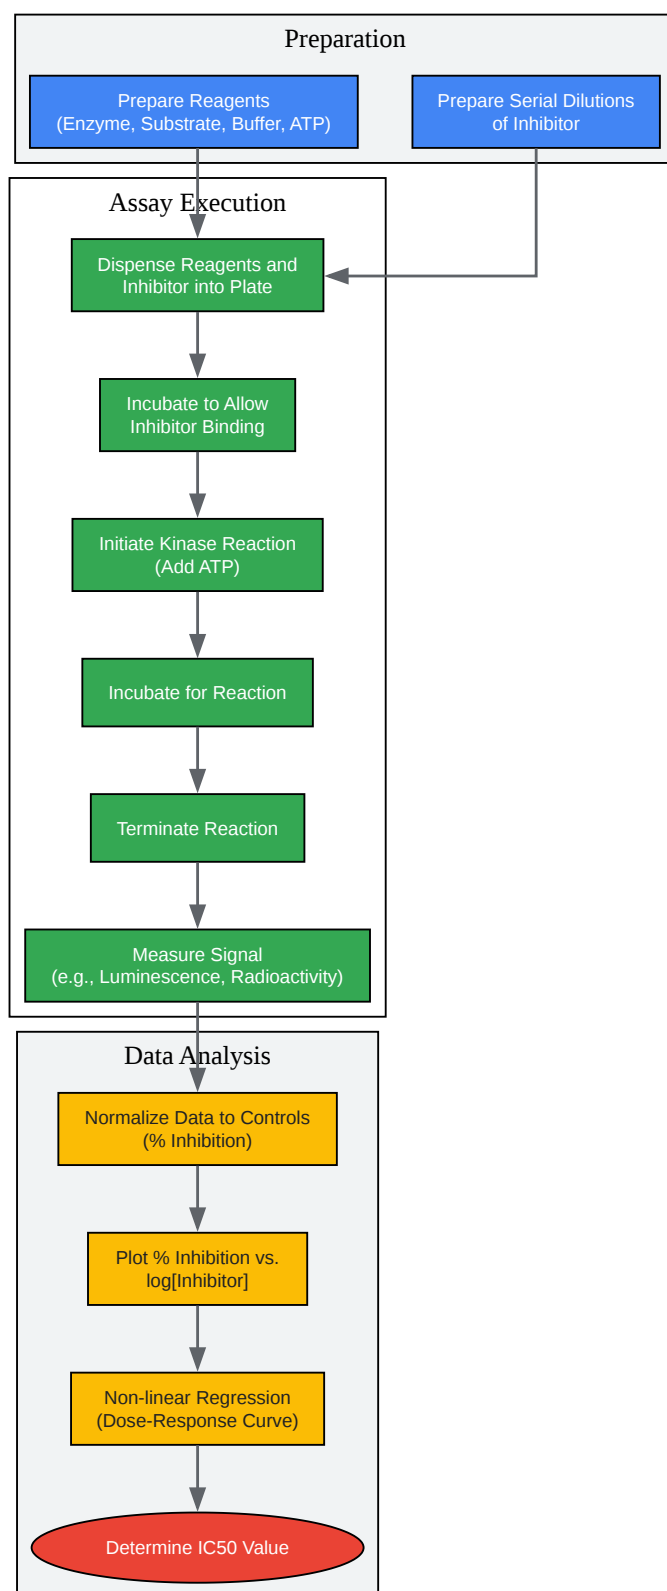 Preparation
Prepare Reagents
(Enzyme, Substrate, Buffer, ATP)
Prepare Serial Dilutions
of Inhibitor
Assay Execution
Dispense Reagents and
Inhibitor into Plate
Incubate to Allow
Inhibitor Binding
Initiate Kinase Reaction
(Add ATP)
Incubate for Reaction
Terminate Reaction
Measure Signal
(e.g., Luminescence, Radioactivity)
Data Analysis
Normalize Data to Controls
(% Inhibition)
Plot % Inhibition vs.
log[Inhibitor]
Non-linear Regression
(Dose-Response Curve)
Determine IC50 Value